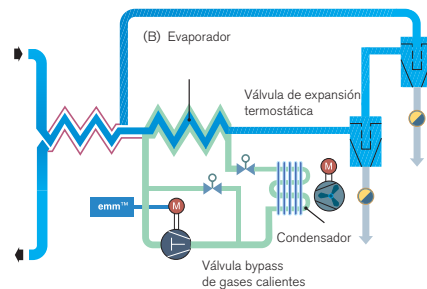 (B) Evaporador
Válvula de expansión
termostática
M
emm™
M
Condensador
Válvula bypass
de gases calientes